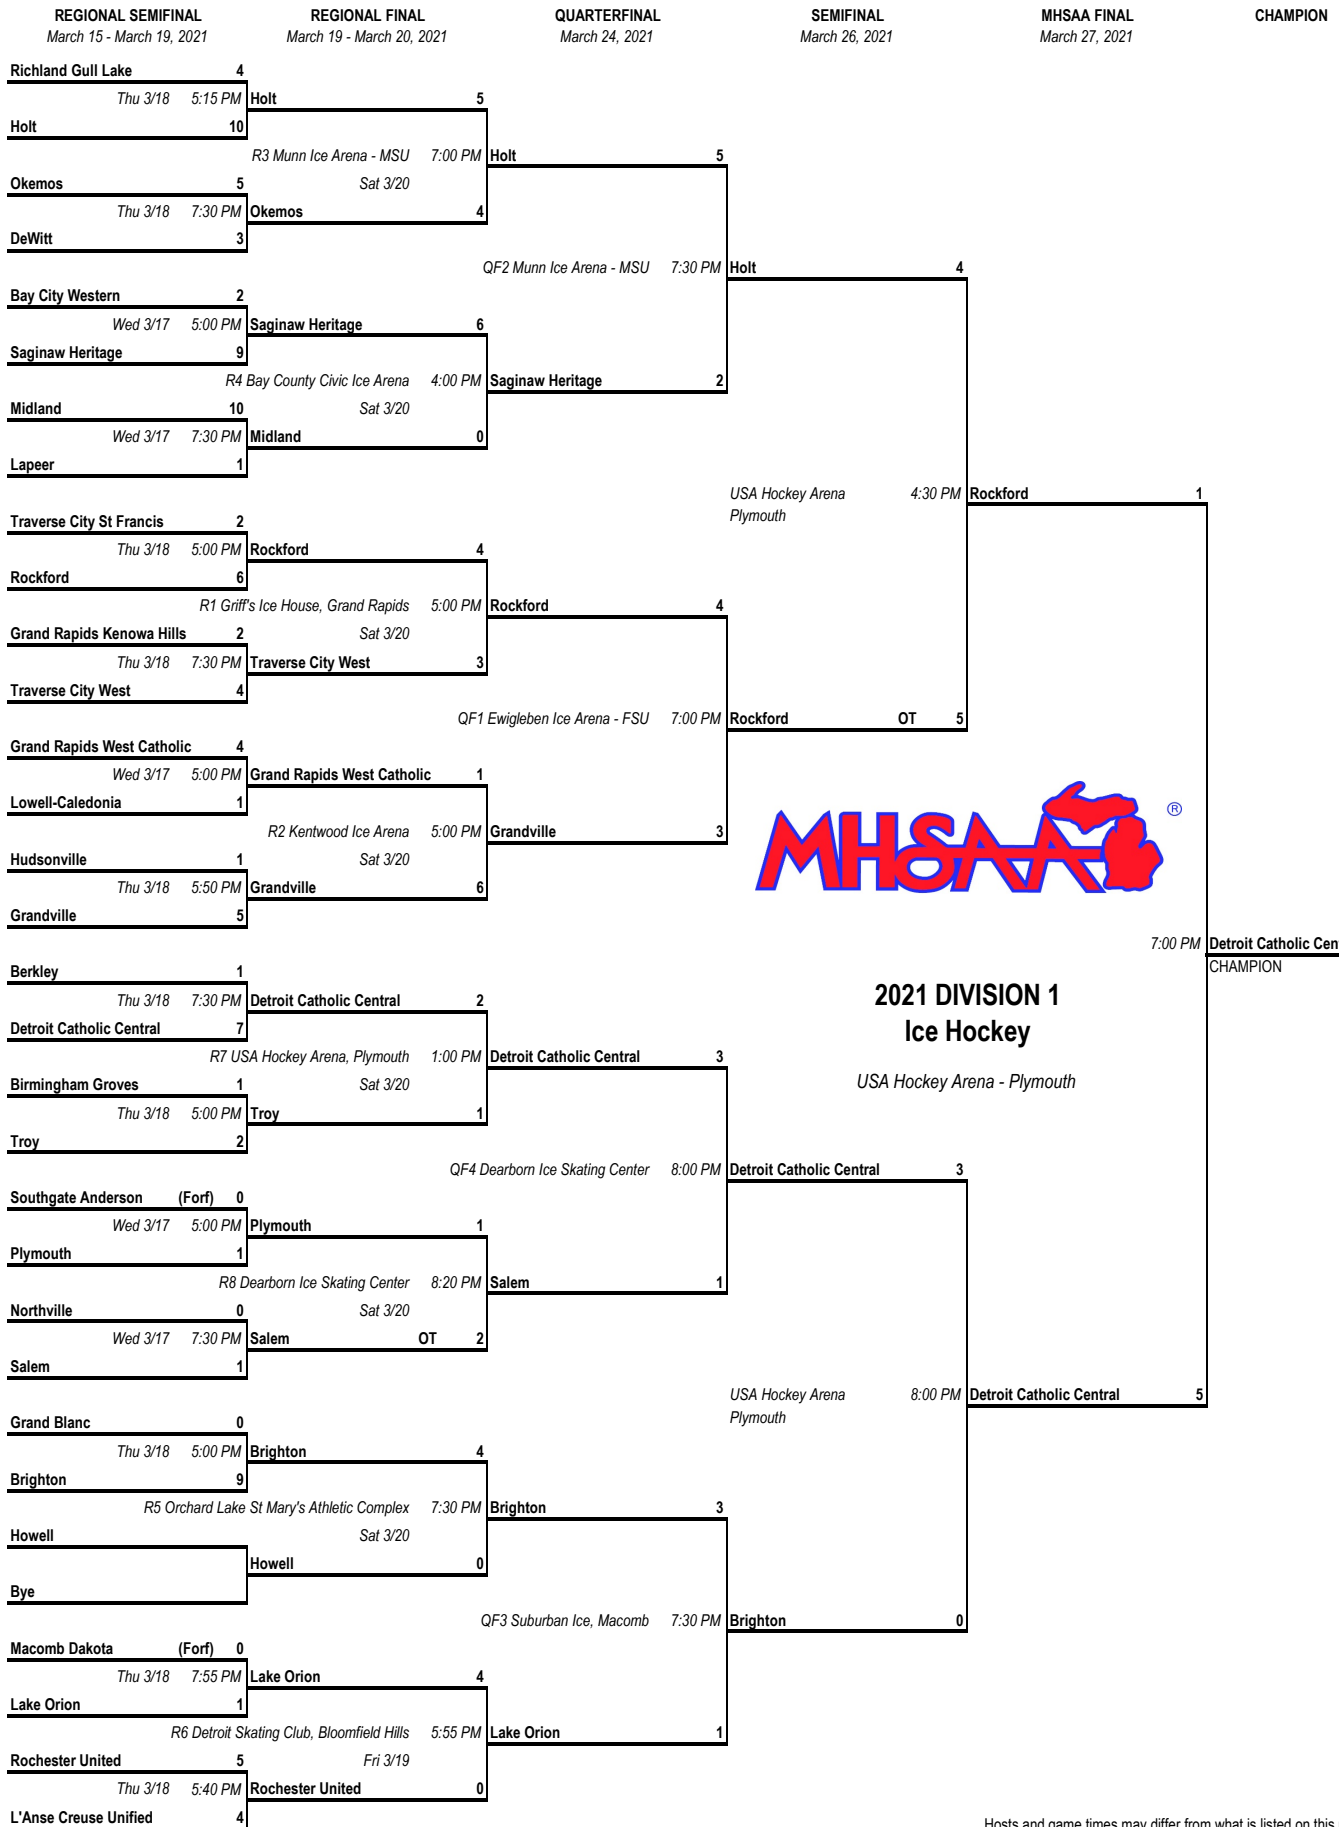 REGIONAL SEMIFINAL REGIONAL FINAL QUARTERFINAL SEMIFINAL MHSAA FINAL CHAMPION
March 15 - March 19, 2021 March 19 - March 20, 2021 March 24, 2021 March 26, 2021 March 27, 2021
Richland Gull Lake 4
Thu 3/18 5:15 PM Holt 5
Holt 10
R3 Munn Ice Arena - MSU 7:00 PM Holt 5
Okemos 5 Sat 3/20
Thu 3/18 7:30 PM Okemos 4
DeWitt 3
QF2 Munn Ice Arena - MSU 7:30 PM Holt 4
Bay City Western 2
Wed 3/17 5:00 PM Saginaw Heritage 6
Saginaw Heritage 9
R4 Bay County Civic Ice Arena 4:00 PM Saginaw Heritage 2
Midland 10 Sat 3/20
Wed 3/17 7:30 PM Midland 0
Lapeer 1
USA Hockey Arena 4:30 PM Rockford 1
Plymouth
Traverse City St Francis 2
Thu 3/18 5:00 PM Rockford 4
Rockford 6
R1 Griff's Ice House, Grand Rapids 5:00 PM Rockford 4
Grand Rapids Kenowa Hills 2 Sat 3/20
Thu 3/18 7:30 PM Traverse City West 3
Traverse City West 4
QF1 Ewigleben Ice Arena - FSU 7:00 PM Rockford OT 5
Grand Rapids West Catholic 4
Wed 3/17 5:00 PM Grand Rapids West Catholic 1
Lowell-Caledonia 1
R2 Kentwood Ice Arena 5:00 PM Grandville 3
MHSAA ®
Hudsonville 1 Sat 3/20
Thu 3/18 5:50 PM Grandville 6
Grandville 5
7:00 PM Detroit Catholic Cen
CHAMPION
Berkley 1
Thu 3/18 7:30 PM Detroit Catholic Central 2
2021 DIVISION 1
Detroit Catholic Central 7
Ice Hockey
R7 USA Hockey Arena, Plymouth 1:00 PM Detroit Catholic Central 3
Birmingham Groves 1 Sat 3/20
USA Hockey Arena - Plymouth
Thu 3/18 5:00 PM Troy 1
Troy 2
QF4 Dearborn Ice Skating Center 8:00 PM Detroit Catholic Central 3
Southgate Anderson (Forf) 0
Wed 3/17 5:00 PM Plymouth 1
Plymouth 1
R8 Dearborn Ice Skating Center 8:20 PM Salem 1
Northville 0 Sat 3/20
Wed 3/17 7:30 PM Salem OT 2
Salem 1
USA Hockey Arena 8:00 PM Detroit Catholic Central 5
Plymouth
Grand Blanc 0
Thu 3/18 5:00 PM Brighton 4
Brighton 9
R5 Orchard Lake St Mary's Athletic Complex 7:30 PM Brighton 3
Howell Sat 3/20
Howell 0
Bye
QF3 Suburban Ice, Macomb 7:30 PM Brighton 0
Macomb Dakota (Forf) 0
Thu 3/18 7:55 PM Lake Orion 4
Lake Orion 1
R6 Detroit Skating Club, Bloomfield Hills 5:55 PM Lake Orion 1
Rochester United 5 Fri 3/19
Thu 3/18 5:40 PM Rochester United 0
L'Anse Creuse Unified 4
Hosts and game times may differ from what is listed on this